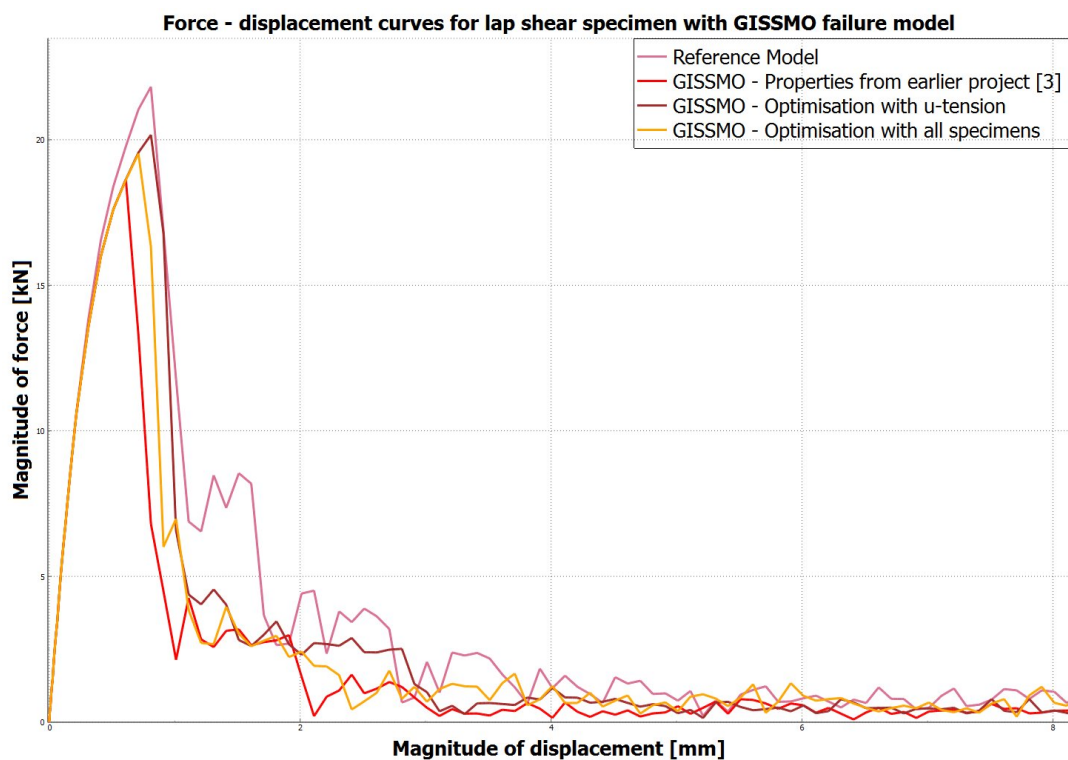 Force - displacement curves for lap shear specimen with GISSMO failure model
Reference Model
GISSMO - Properties from earlier project [3]
GISSMO - Optimisation with u-tension
GISSMO - Optimisation with all specimens
Magnitude of force [kN]
20
15
10
5
0
0 2 4 6 8
Magnitude of displacement [mm]